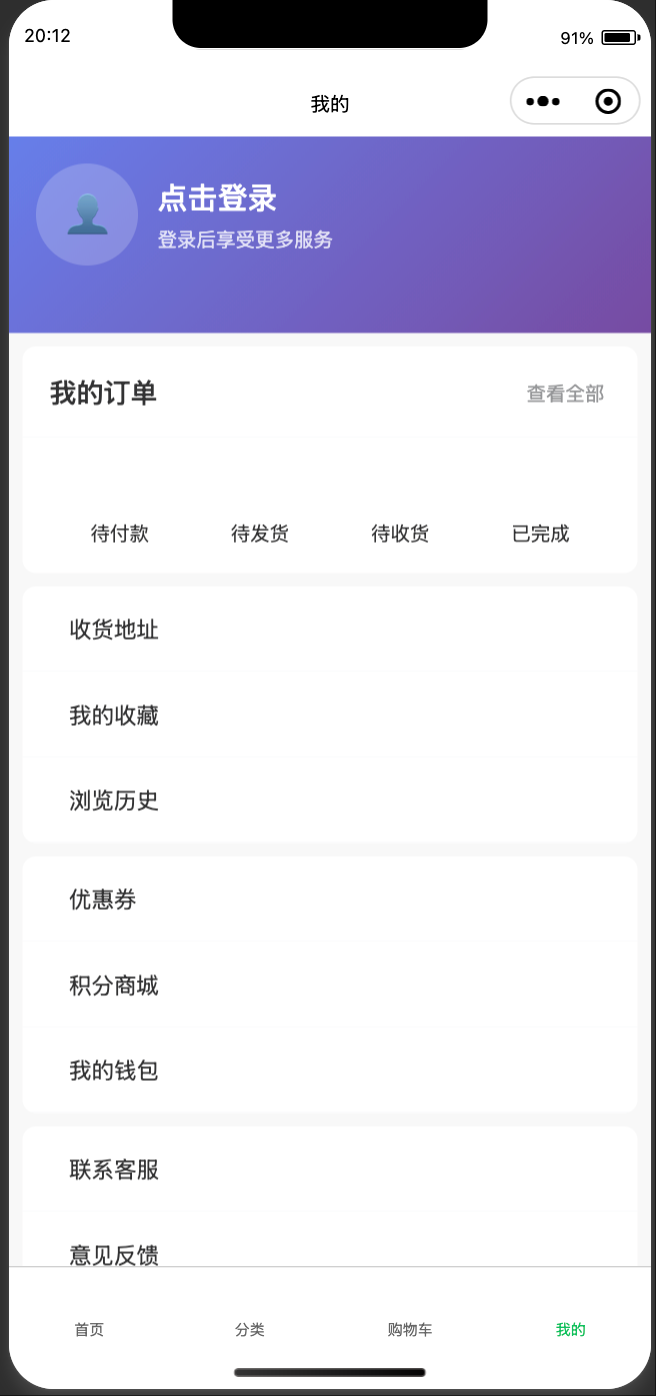 20:12
91%
我的
点击登录
登录后享受更多服务
我的订单
查看全部
待付款 待发货 待收货 已完成
收货地址
我的收藏
浏览历史
优惠券
积分商城
我的钱包
联系客服
意见反馈
首页 分类 购物车 我的